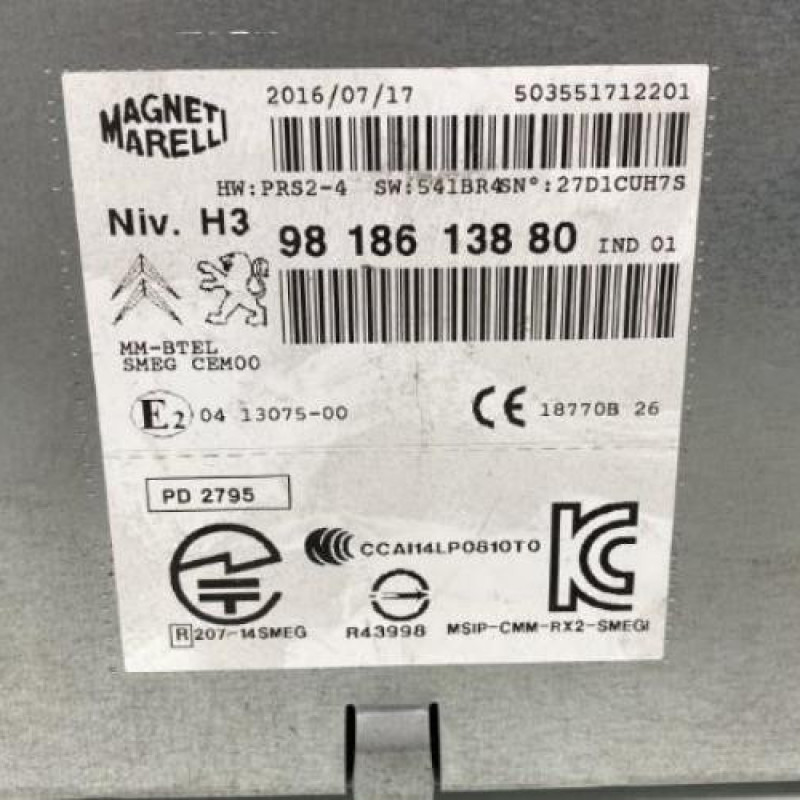 MAGNETI
MARELLI
2016/07/17 503551712201
HW:PRS2-4 SW:541BR4SN°:27D1CUH7S
Niv. H3
98 186 138 80 IND 01
MM-BTEL
SMEG CEM00
E2 04 13075-00
CE 18770B 26
PD 2795
CCAI14LP0810T0
R 207-14SMEG
R43998
MSIP-CMM-RX2-SMEGI